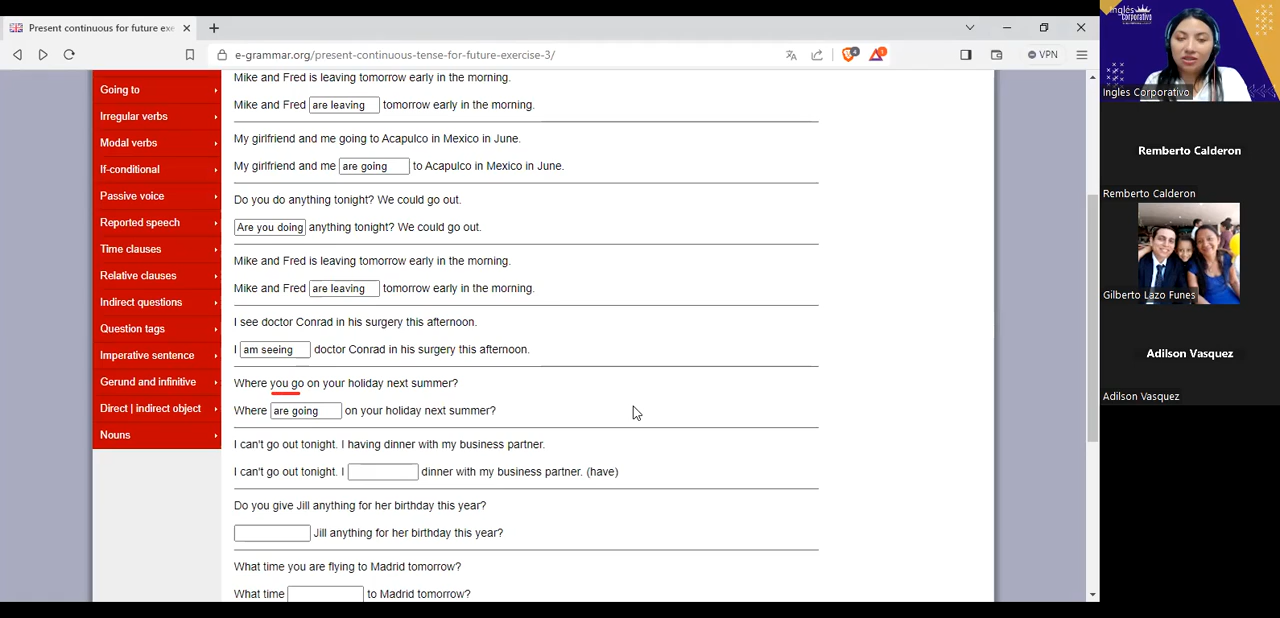 Present continuous for future exe
e-grammar.org/present-continuous-tense-for-future-exercise-3/
4
1
VPN
Going to
Irregular verbs
Modal verbs
If-conditional
Passive voice
Reported speech
Time clauses
Relative clauses
Indirect questions
Question tags
Imperative sentence
Gerund and infinitive
Direct | indirect object
Nouns
Mike and Fred is leaving tomorrow early in the morning.
Mike and Fred are leaving tomorrow early in the morning.
My girlfriend and me going to Acapulco in Mexico in June.
My girlfriend and me are going to Acapulco in Mexico in June.
Do you do anything tonight? We could go out.
Are you doing anything tonight? We could go out.
Mike and Fred is leaving tomorrow early in the morning.
Mike and Fred are leaving tomorrow early in the morning.
I see doctor Conrad in his surgery this afternoon.
I am seeing doctor Conrad in his surgery this afternoon.
Where you go on your holiday next summer?
Where are going on your holiday next summer?
I can't go out tonight. I having dinner with my business partner.
I can't go out tonight. I dinner with my business partner. (have)
Do you give Jill anything for her birthday this year?
Jill anything for her birthday this year?
What time you are flying to Madrid tomorrow?
What time to Madrid tomorrow?
Inglés
Corporativo
Ingles Corporativo
Remberto Calderon
Remberto Calderon
Gilberto Lazo Funes
Adilson Vasquez
Adilson Vasquez